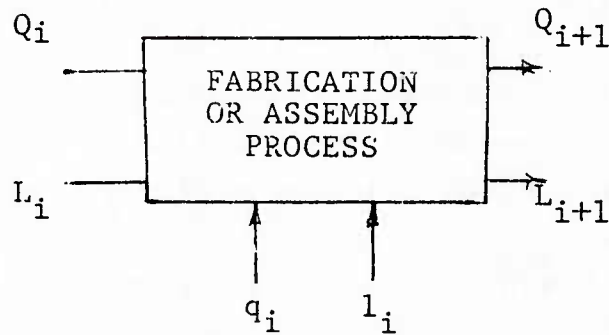 Q_i Q_{i+1}
FABRICATION
OR ASSEMBLY
PROCESS
L_i L_{i+1}
q_i l_i